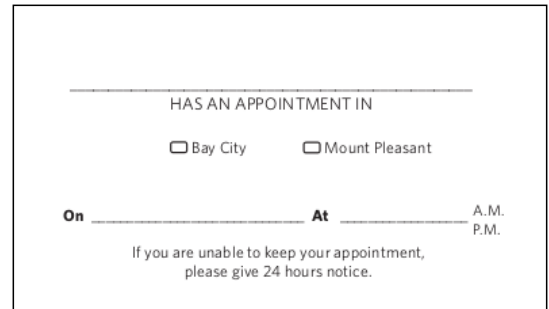 HAS AN APPOINTMENT IN
Bay City Mount Pleasant
On At A.M.
P.M.
If you are unable to keep your appointment,
please give 24 hours notice.